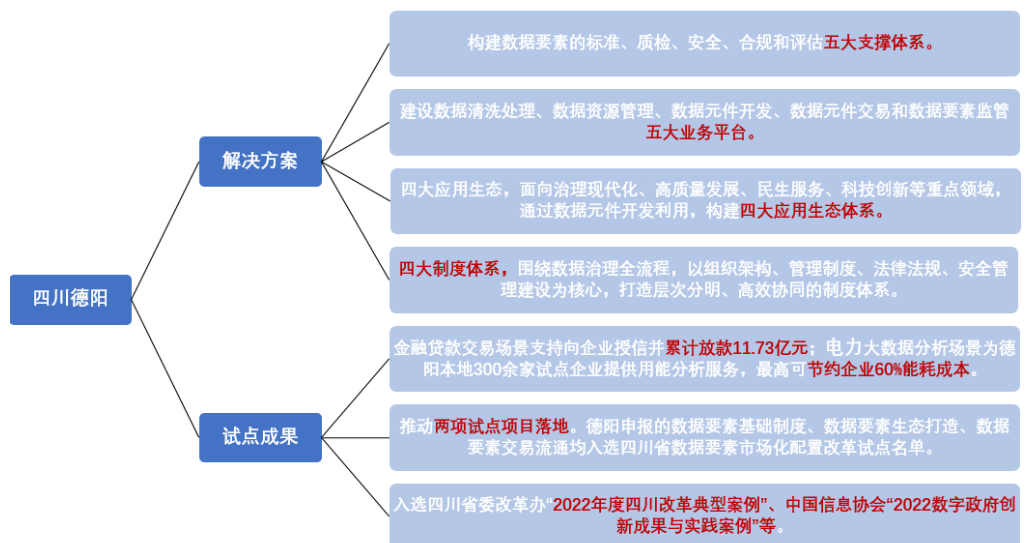 四川德阳
解决方案
构建数据要素的标准、质检、安全、合规和评估五大支撑体系。
建设数据清洗处理、数据资源管理、数据元件开发、数据元件交易和数据要素监管
五大业务平台。
四大应用生态，面向治理现代化、高质量发展、民生服务、科技创新等重点领域，
通过数据元件开发利用，构建四大应用生态体系。
四大制度体系，围绕数据治理全流程，以组织架构、管理制度、法律法规、安全管
理建设为核心，打造层次分明、高效协同的制度体系。
试点成果
金融贷款交易场景支持向企业授信并累计放款11.73亿元；电力大数据分析场景为德
阳本地300余家试点企业提供用能分析服务，最高可节约企业60%能耗成本。
推动两项试点项目落地。德阳申报的数据要素基础制度、数据要素生态打造、数据
要素交易流通均入选四川省数据要素市场化配置改革试点名单。
入选四川省委改革办“2022年度四川改革典型案例”、中国信息协会“2022数字政府创
新成果与实践案例”等。